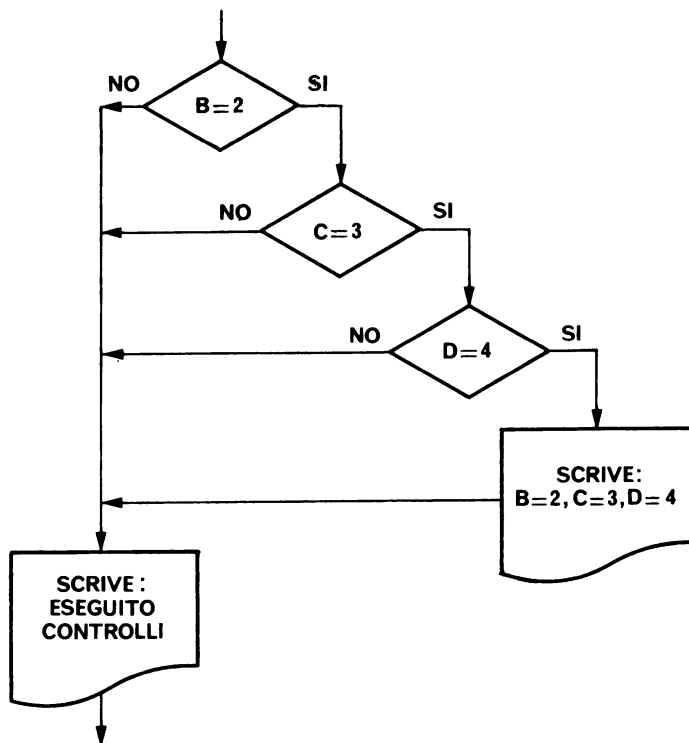 NO
SI
B=2
NO
SI
C=3
NO
SI
D=4
SCRIVE:
B=2, C=3, D=4
SCRIVE:
ESEGUITO
CONTROLLI